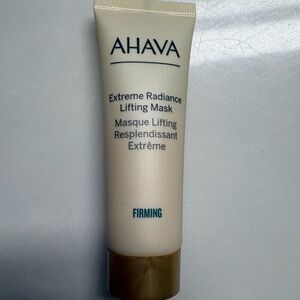 AHAVA
Extreme Radiance
Lifting Mask
Masque Lifting
Resplendissant
Extrême
FIRMING